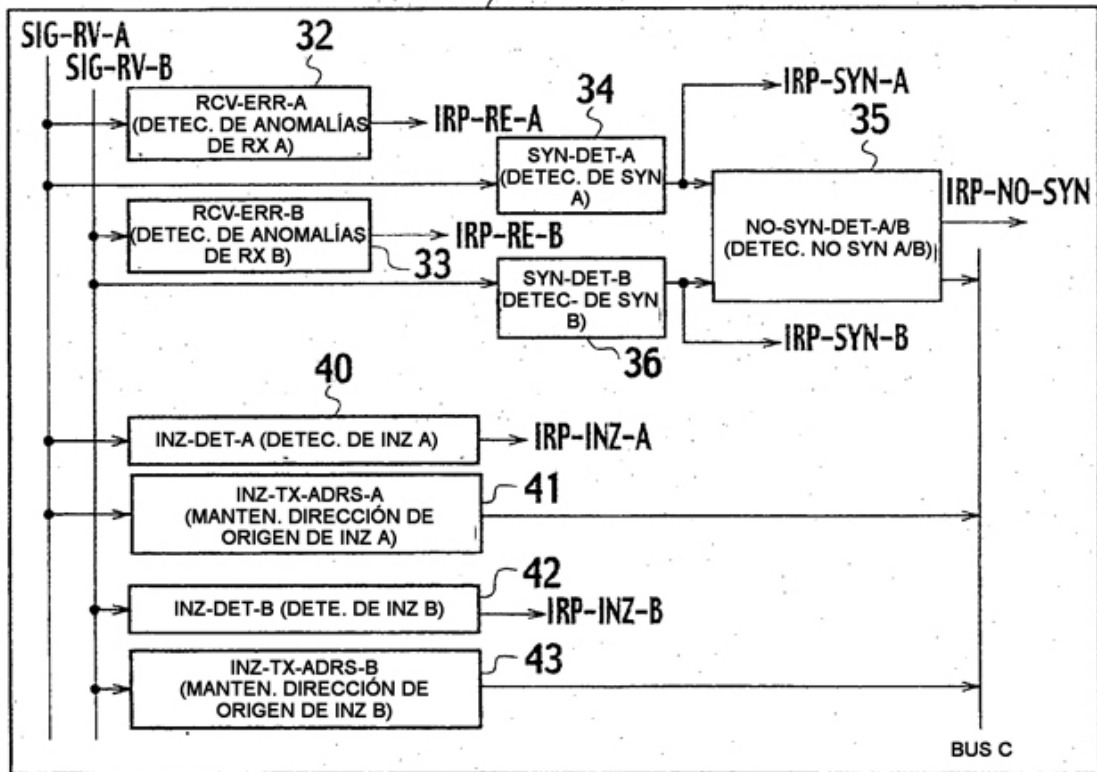 SIG-RV-A
SIG-RV-B
32
RCV-ERR-A
(DETEC. DE ANOMALÍAS
DE RX A)
IRP-RE-A
34
SYN-DET-A
(DETEC. DE SYN
A)
IRP-SYN-A
35
NO-SYN-DET-A/B
(DETEC. NO SYN A/B)
IRP-NO-SYN
RCV-ERR-B
(DETEC. DE ANOMALÍAS
DE RX B)
33
IRP-RE-B
SYN-DET-B
DETEC- DE SYN
B)
36
IRP-SYN-B
40
INZ-DET-A (DETEC. DE INZ A)
IRP-INZ-A
INZ-TX-ADRS-A
(MANTEN. DIRECCIÓN DE
ORIGEN DE INZ A)
41
42
INZ-DET-B (DETE. DE INZ B)
IRP-INZ-B
INZ-TX-ADRS-B
(MANTEN. DIRECCIÓN DE
ORIGEN DE INZ B)
43
BUS C